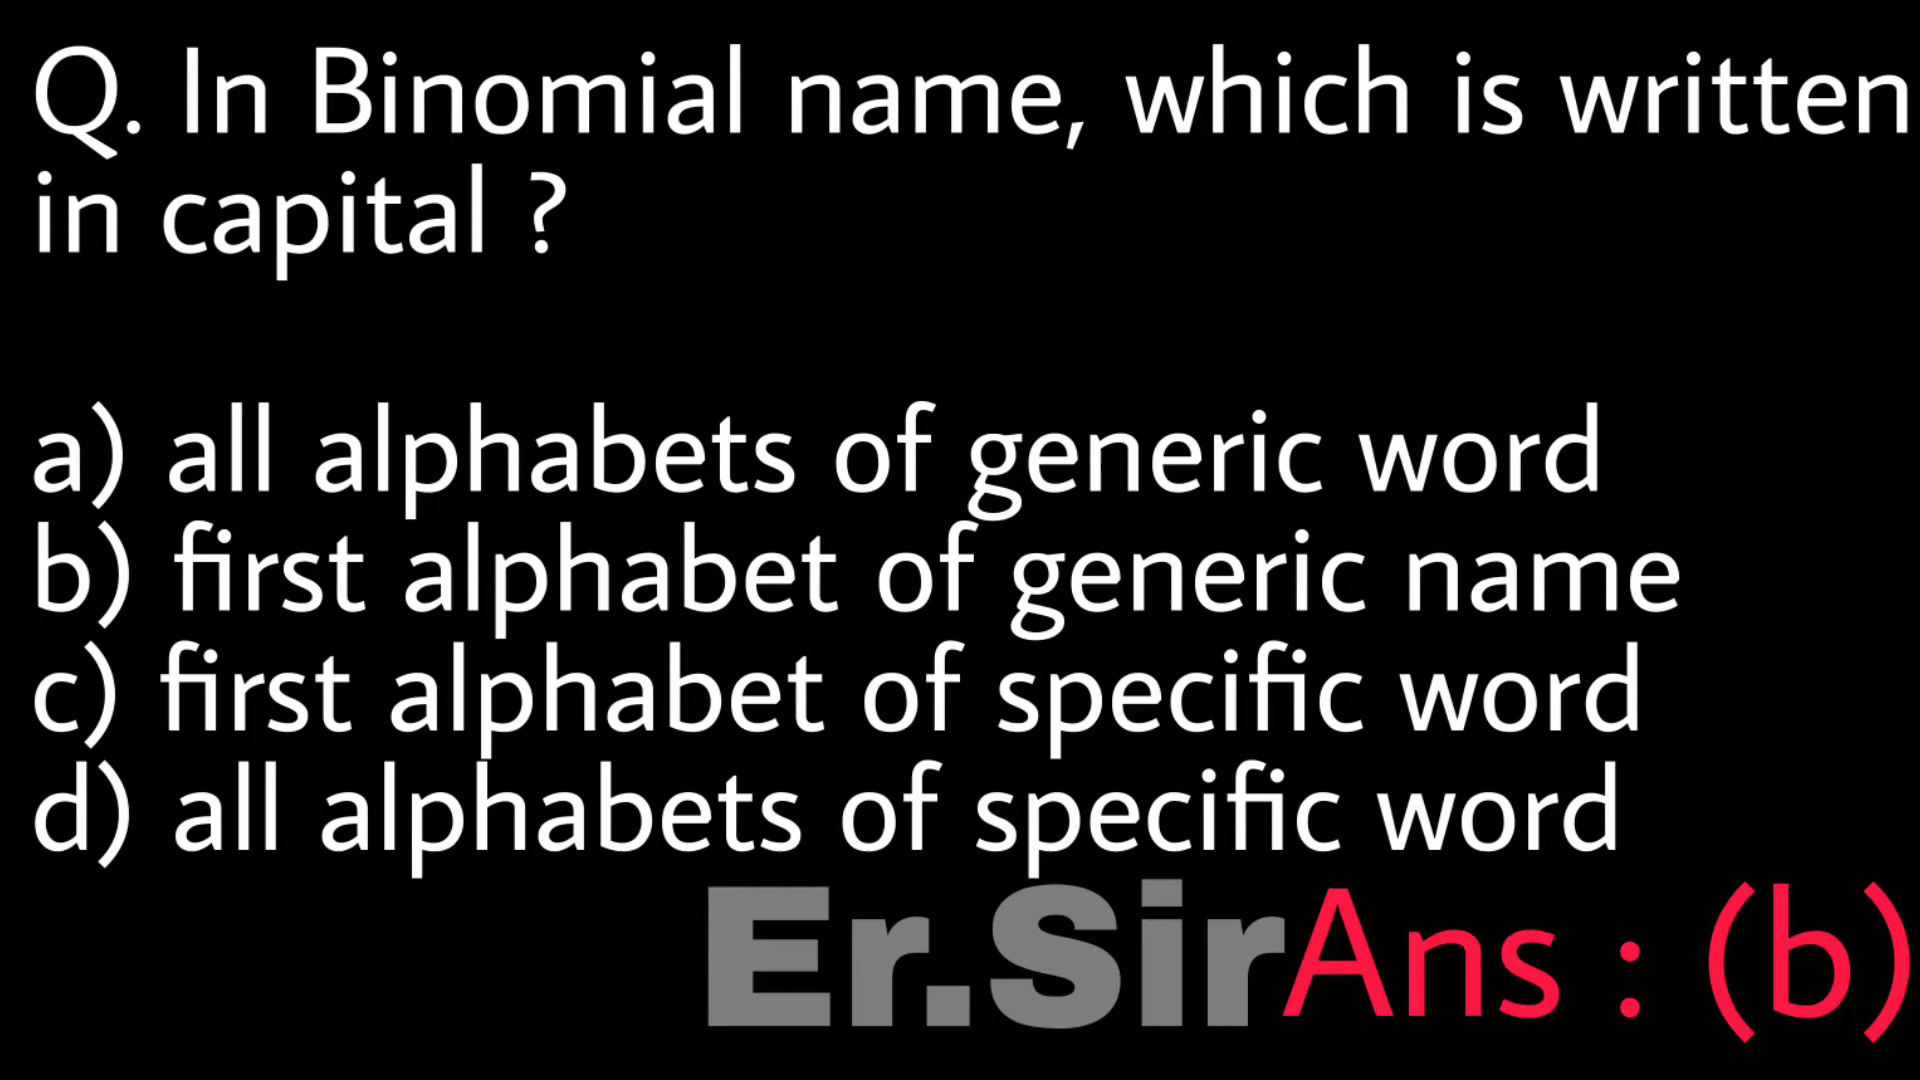 Q. In Binomial name, which is written
in capital ?
a) all alphabets of generic word
b) first alphabet of generic name
c) first alphabet of specific word
d) all alphabets of specific word
Er.Sir Ans : (b)